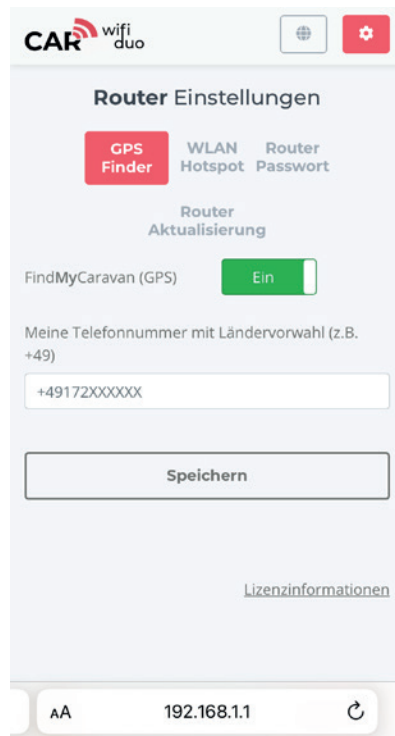 CAR wifi
duo
Router Einstellungen
GPS
Finder
WLAN
Hotspot
Router
Passwort
Router
Aktualisierung
FindMyCaravan (GPS)
Ein
Meine Telefonnummer mit Ländervorwahl (z.B.
+49)
+49172XXXXXX
Speichern
Lizenzinformationen
AA
192.168.1.1